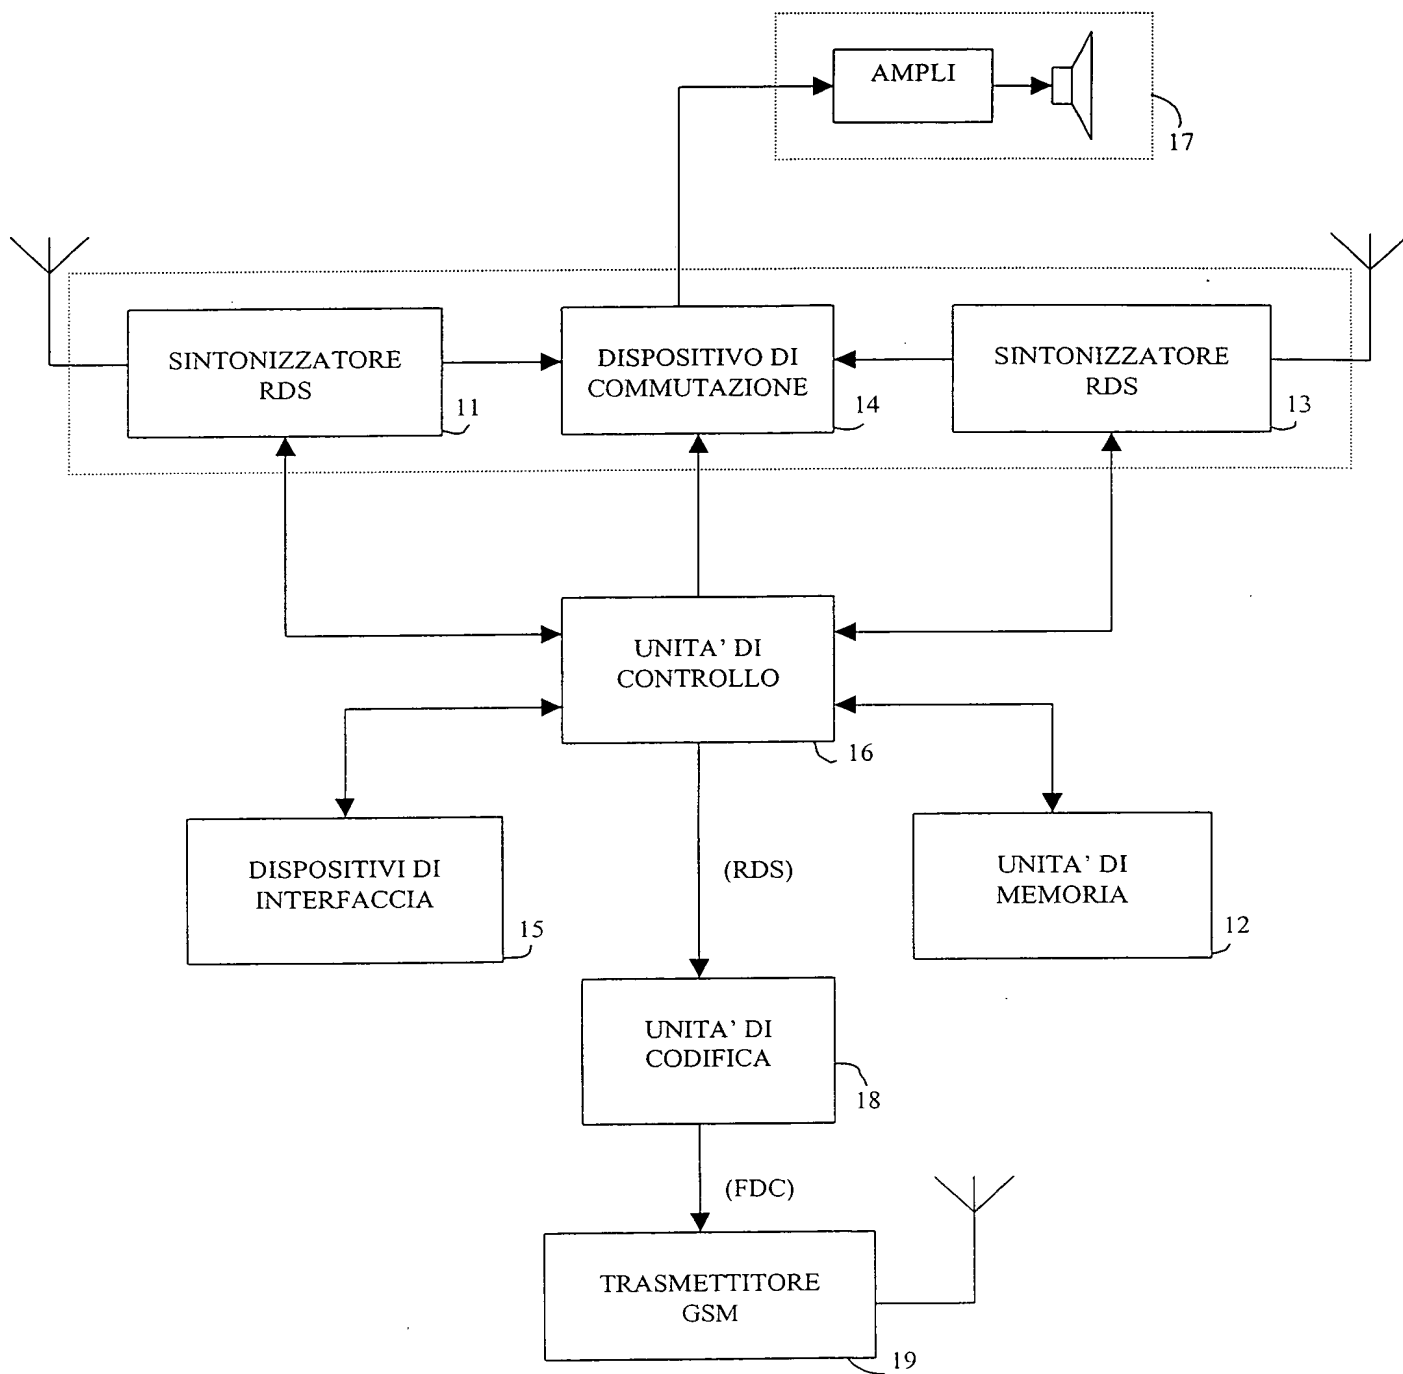 AMPLI
17
SINTONIZZATORE
RDS
11
DISPOSITIVO DI
COMMUTAZIONE
14
SINTONIZZATORE
RDS
13
UNITA' DI
CONTROLLO
16
DISPOSITIVI DI
INTERFACCIA
15
(RDS)
UNITA' DI
MEMORIA
12
UNITA' DI
CODIFICA
18
(FDC)
TRASMETTITORE
GSM
19